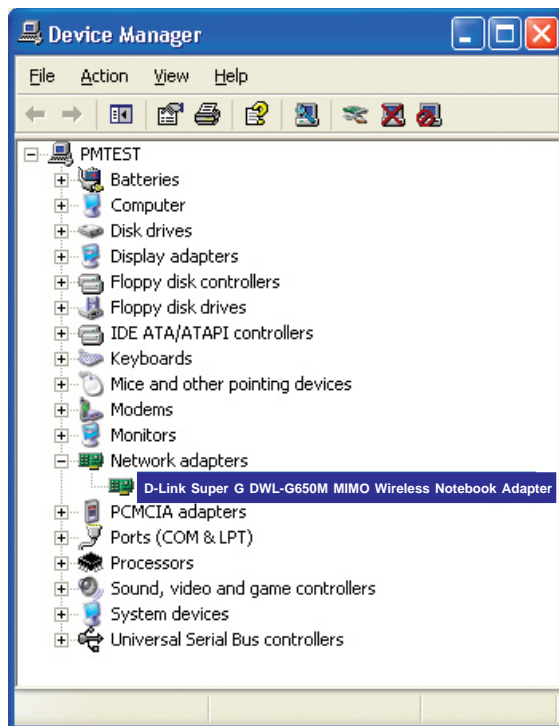 Device Manager
File Action View Help
PMTEST
Batteries
Computer
Disk drives
Display adapters
Floppy disk controllers
Floppy disk drives
IDE ATA/ATAPI controllers
Keyboards
Mice and other pointing devices
Modems
Monitors
Network adapters
D-Link Super G DWL-G650M MIMO Wireless Notebook Adapter
PCMCIA adapters
Ports (COM & LPT)
Processors
Sound, video and game controllers
System devices
Universal Serial Bus controllers